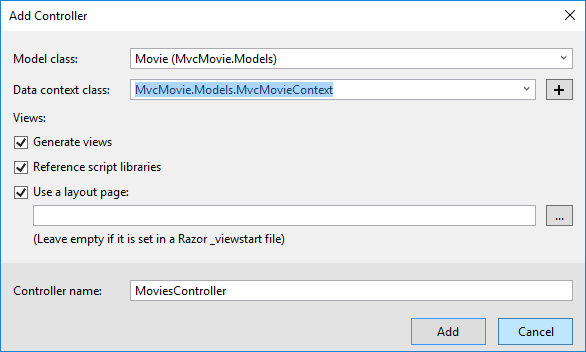 Add Controller
Model class: Movie (MvcMovie.Models)
Data context class: MvcMovie.Models.MvcMovieContext +
Views:
Generate views
Reference script libraries
Use a layout page:
...
(Leave empty if it is set in a Razor _viewstart file)
Controller name: MoviesController
Add Cancel